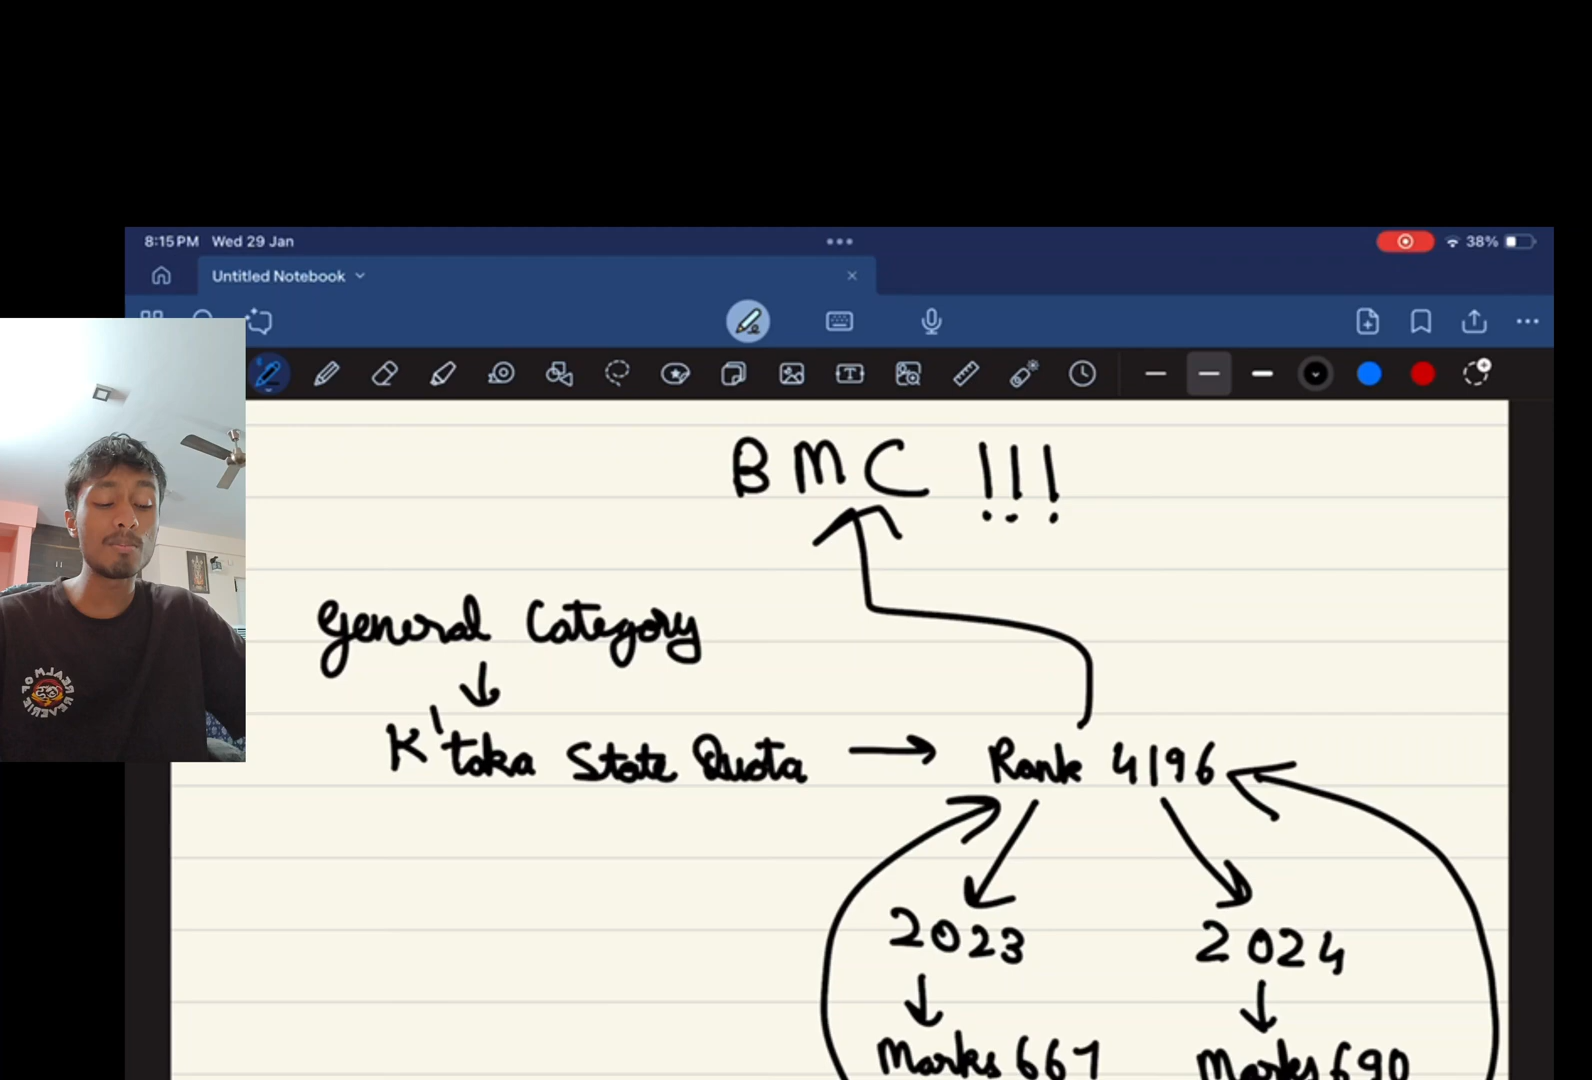 8:15 PM Wed 29 Jan
38%
Untitled Notebook
BMC !!!
General Category
K'taka State Quota → Rank 4196
2023 2024
Marks 667 Marks 690